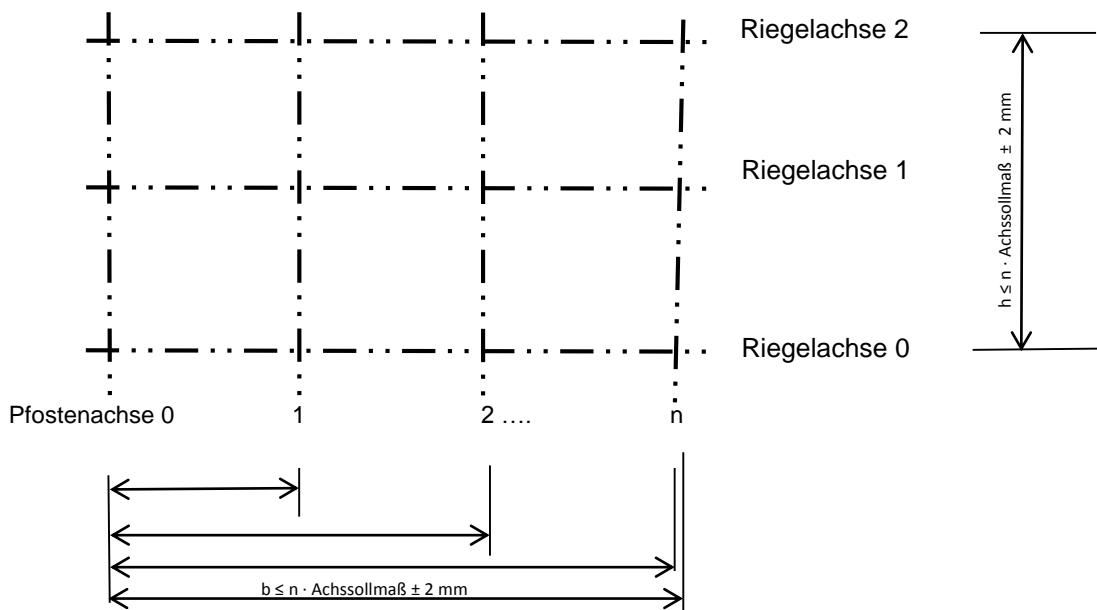 Riegelachse 2
Riegelachse 1
Riegelachse 0
h ≤ n · Achssollmaß ± 2 mm
Pfostenachse 0 1 2 .... n
b ≤ n · Achssollmaß ± 2 mm